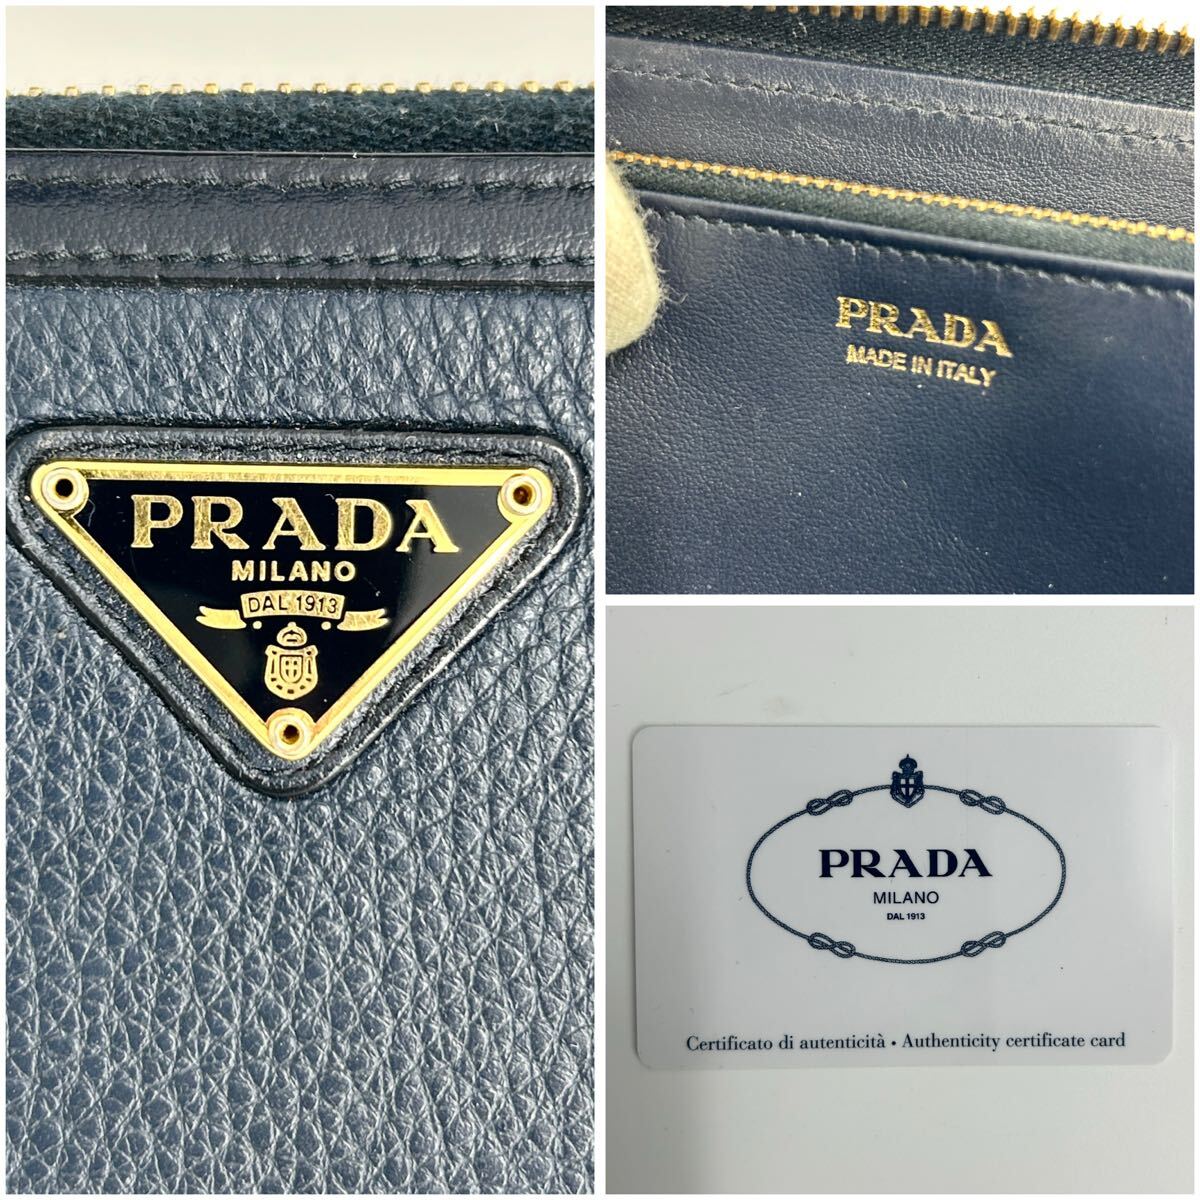 PRADA
MILANO
DAL 1913
PRADA
MADE IN ITALY
PRADA
MILANO
DAL 1913
Certificato di autenticità • Authenticity certificate card